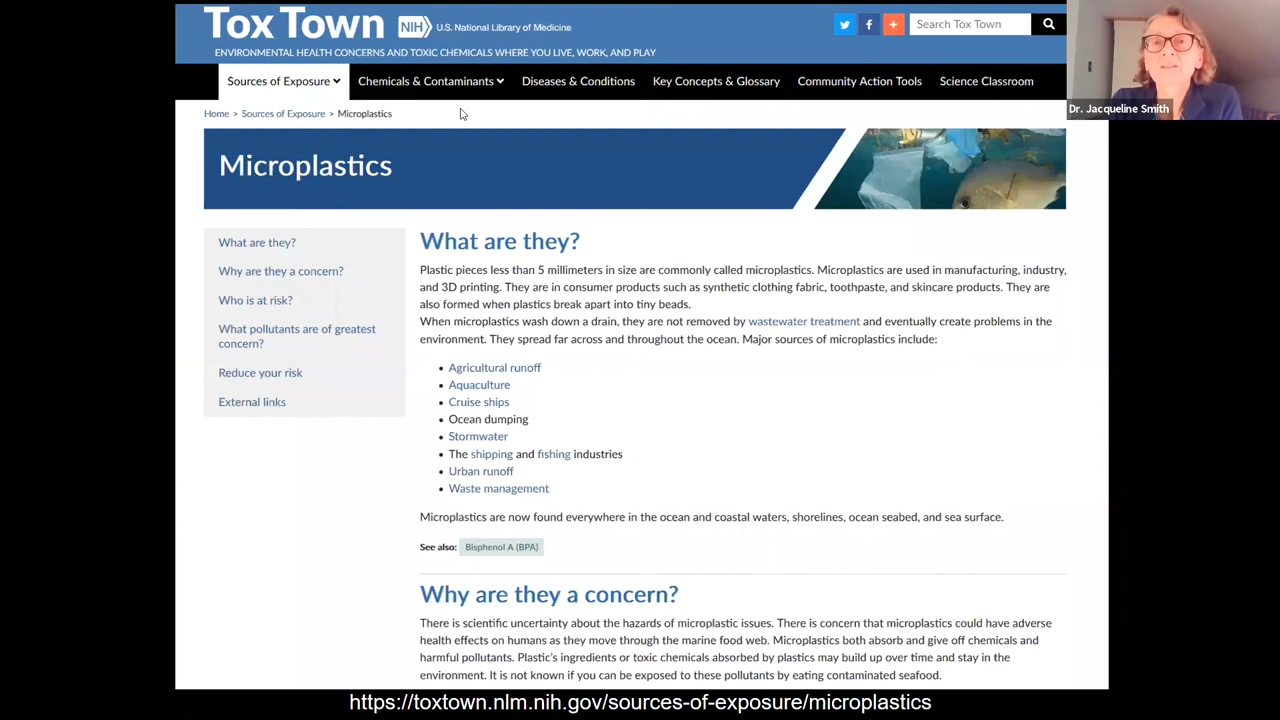 Tox Town
NIH U.S. National Library of Medicine
Search Tox Town
ENVIRONMENTAL HEALTH CONCERNS AND TOXIC CHEMICALS WHERE YOU LIVE, WORK, AND PLAY
Sources of Exposure Chemicals & Contaminants Diseases & Conditions Key Concepts & Glossary Community Action Tools Science Classroom
Dr. Jacqueline Smith
Home > Sources of Exposure > Microplastics
Microplastics
What are they?
Why are they a concern?
Who is at risk?
What pollutants are of greatest
concern?
Reduce your risk
External links
What are they?
Plastic pieces less than 5 millimeters in size are commonly called microplastics. Microplastics are used in manufacturing, industry,
and 3D printing. They are in consumer products such as synthetic clothing fabric, toothpaste, and skincare products. They are
also formed when plastics break apart into tiny beads.
When microplastics wash down a drain, they are not removed by wastewater treatment and eventually create problems in the
environment. They spread far across and throughout the ocean. Major sources of microplastics include:
• Agricultural runoff
• Aquaculture
• Cruise ships
• Ocean dumping
• Stormwater
• The shipping and fishing industries
• Urban runoff
• Waste management
Microplastics are now found everywhere in the ocean and coastal waters, shorelines, ocean seabed, and sea surface.
See also: Bisphenol A (BPA)
Why are they a concern?
There is scientific uncertainty about the hazards of microplastic issues. There is concern that microplastics could have adverse
health effects on humans as they move through the marine food web. Microplastics both absorb and give off chemicals and
harmful pollutants. Plastic's ingredients or toxic chemicals absorbed by plastics may build up over time and stay in the
environment. It is not known if you can be exposed to these pollutants by eating contaminated seafood.
https://toxtown.nlm.nih.gov/sources-of-exposure/microplastics